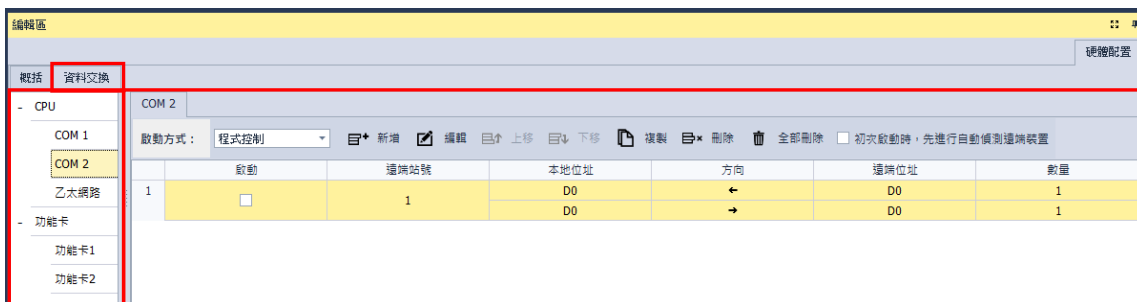 編輯區
硬體配置
概括 資料交換
- CPU
COM 1
COM 2
乙太網路
- 功能卡
功能卡1
功能卡2
COM 2
啟動方式： 程式控制 新增 編輯 上移 下移 複製 刪除 全部刪除 初次啟動時，先進行自動偵測遠端裝置
啟動 遠端站號 本地位址 方向 遠端位址 數量
1 1 D0 ← D0 1
D0 → D0 1